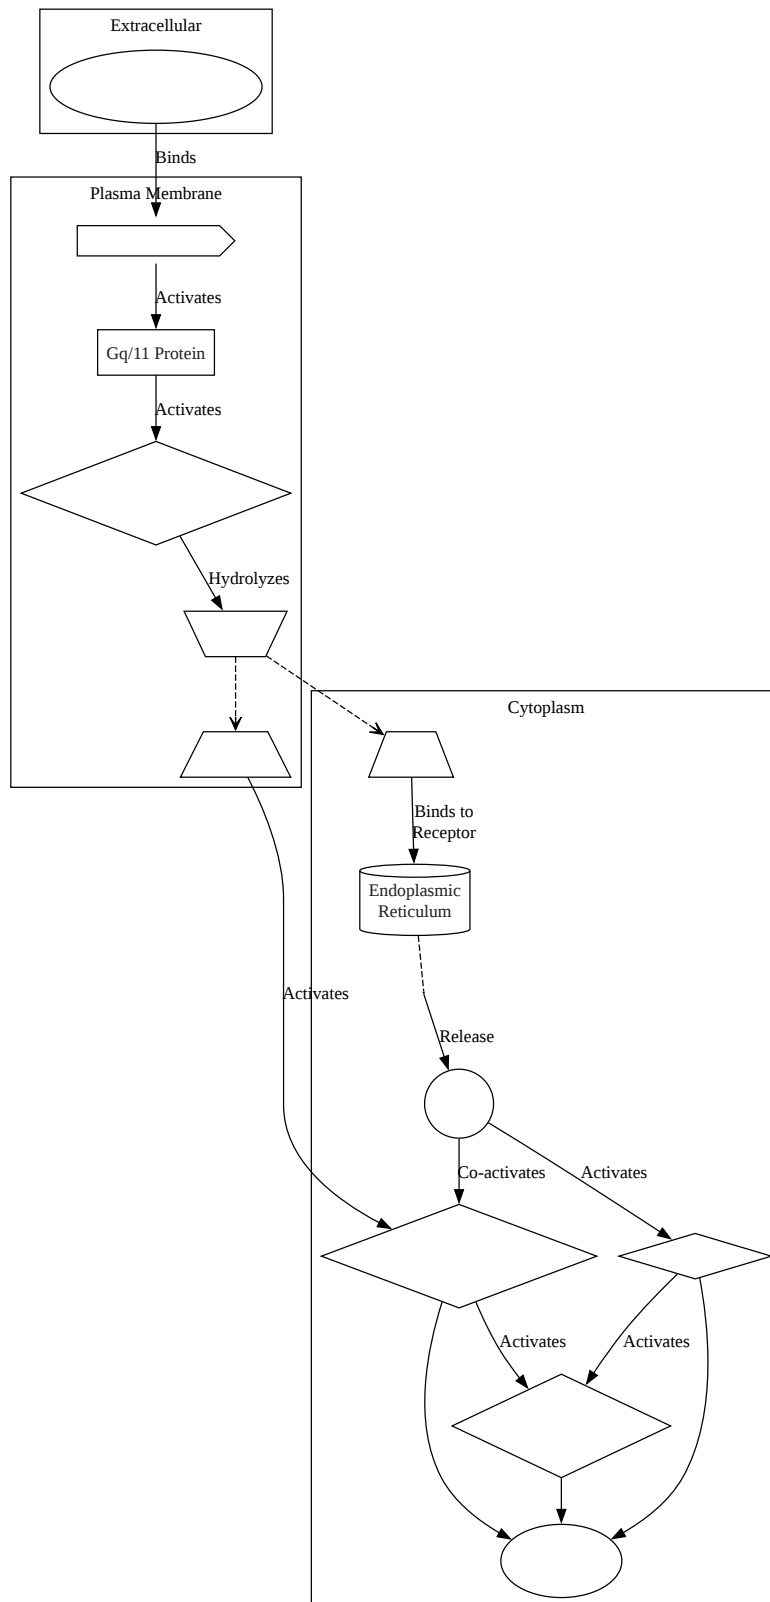 Extracellular
Binds
Plasma Membrane
Activates
Gq/11 Protein
Activates
Hydrolyzes
Cytoplasm
Binds to
Receptor
Endoplasmic
Reticulum
Activates
Release
Co-activates
Activates
Activates
Activates